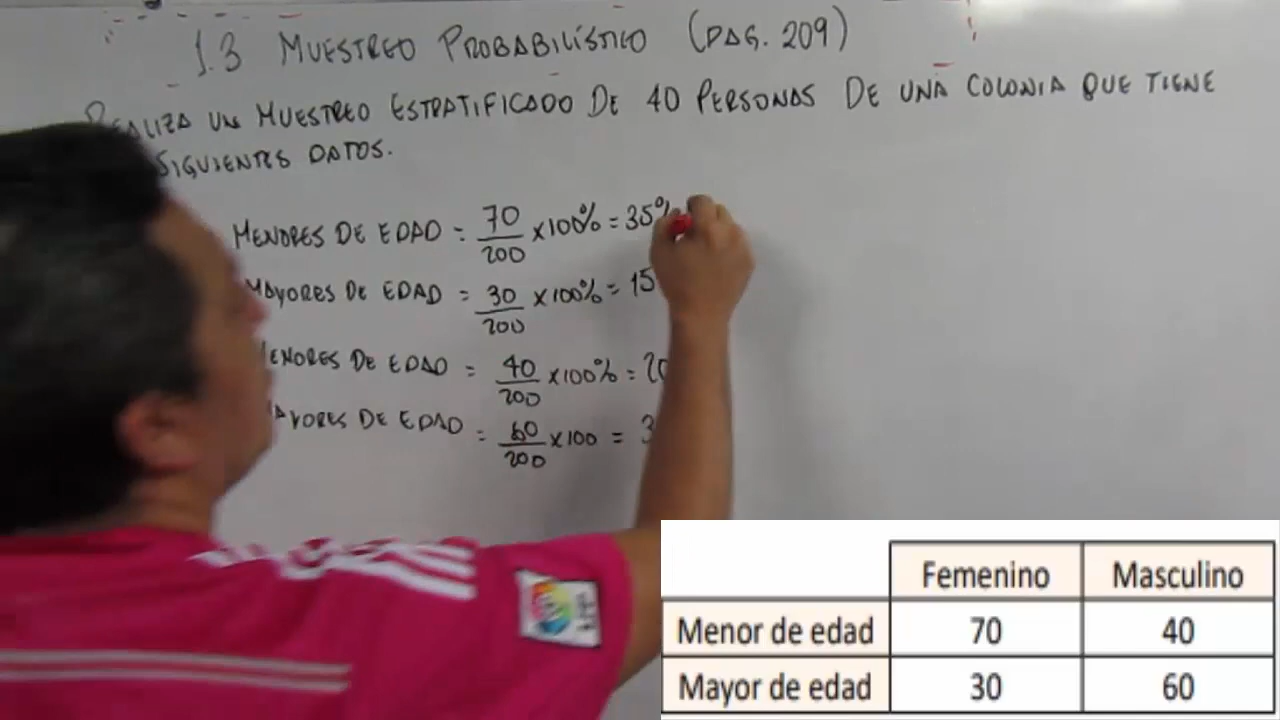 1.3 MUESTREO PROBABILÍSTICO (PAG. 209)
REALIZA UN MUESTREO ESTRATIFICADO DE 40 PERSONAS DE UNA COLONIA QUE TIENE
SIGUIENTES DATOS.
MENORES DE EDAD = 70/200 x100% = 35%
MAYORES DE EDAD = 30/200 x100% = 15
MENORES DE EDAD = 40/200 x100% = 20
MAYORES DE EDAD = 60/200 x100 = 3
Femenino Masculino
Menor de edad 70 40
Mayor de edad 30 60